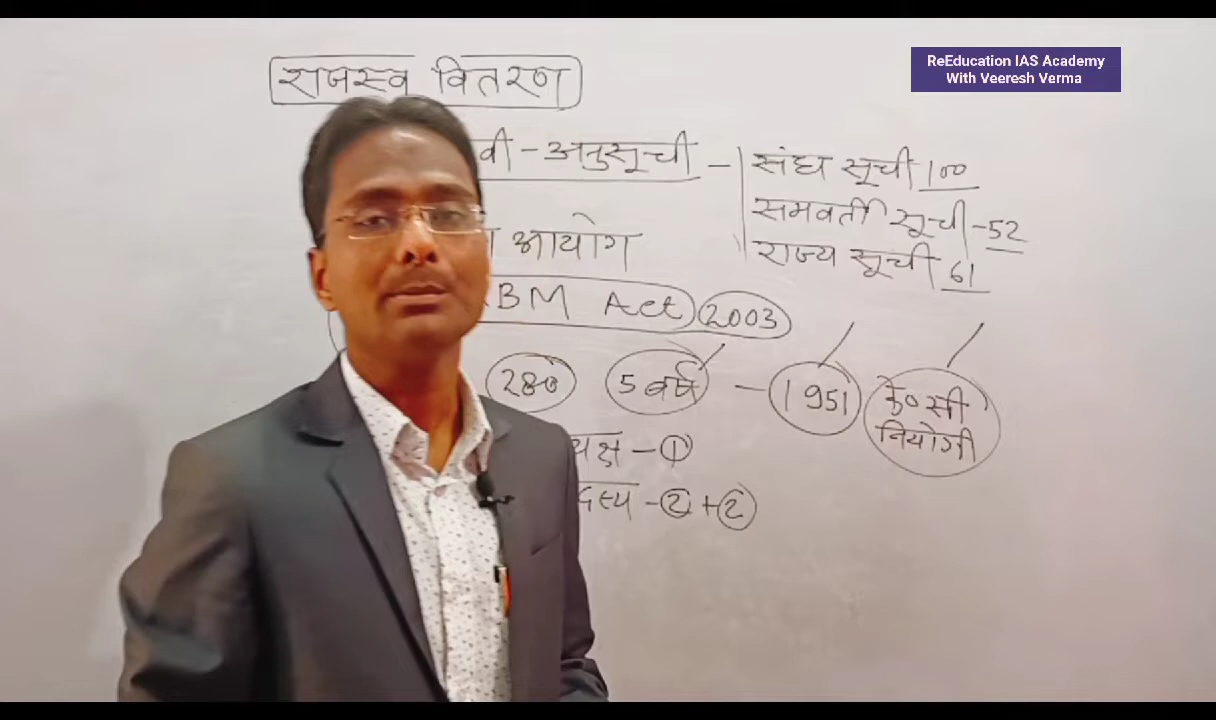 ReEducation IAS Academy
With Veeresh Verma
राजस्व वितरण
वी - अनुसूची - संघ सूची 100
समवर्ती सूची - 52
राज्य सूची 61
आयोग
BM Act 2003
280 5 वर्ष - 1951 के० सी नियोगी
यक्ष - 1
दस्य - 2 + 2